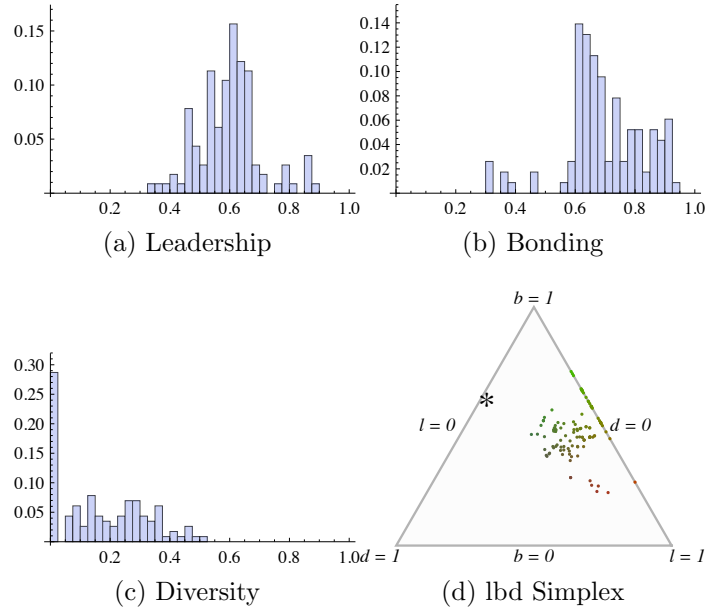 0.15
0.10
0.05
0.2 0.4 0.6 0.8 1.0
(a) Leadership
0.14
0.12
0.10
0.08
0.06
0.04
0.02
0.2 0.4 0.6 0.8 1.0
(b) Bonding
0.30
0.25
0.20
0.15
0.10
0.05
0.2 0.4 0.6 0.8 1.0
(c) Diversity
b = 1
*
l = 0 d = 0
d = 1 b = 0 l = 1
(d) lbd Simplex